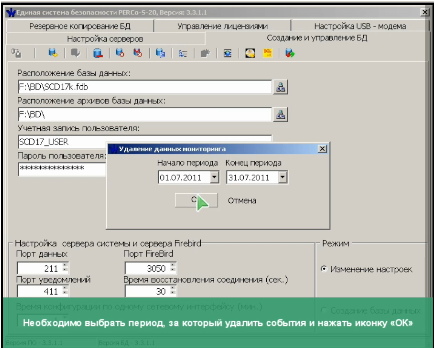 Единая система безопасности PERCo-S-20, Версия 3.3.1.1
Резервное копирование БД
Управление лицензиями
Настройка USB - модема
Настройка серверов
Создание и управление БД
Расположение базы данных:
F:\BD\SCD17k.fdb
Расположение архивов базы данных:
F:\BD\
Учетная запись пользователя:
SCD17_USER
Пароль пользователя:
**************
Удаление данных мониторинга
Начало периода
Конец периода
01.07.2011
31.07.2011
Отмена
Настройка сервера системы и сервера Firebird
Порт данных
Порт FireBird
211
3050
Порт уведомлений
Время восстановления соединения (сек.)
411
30
Режим
Изменение настроек
Необходимо выбрать период, за который удалить события и нажать иконку «ОК»